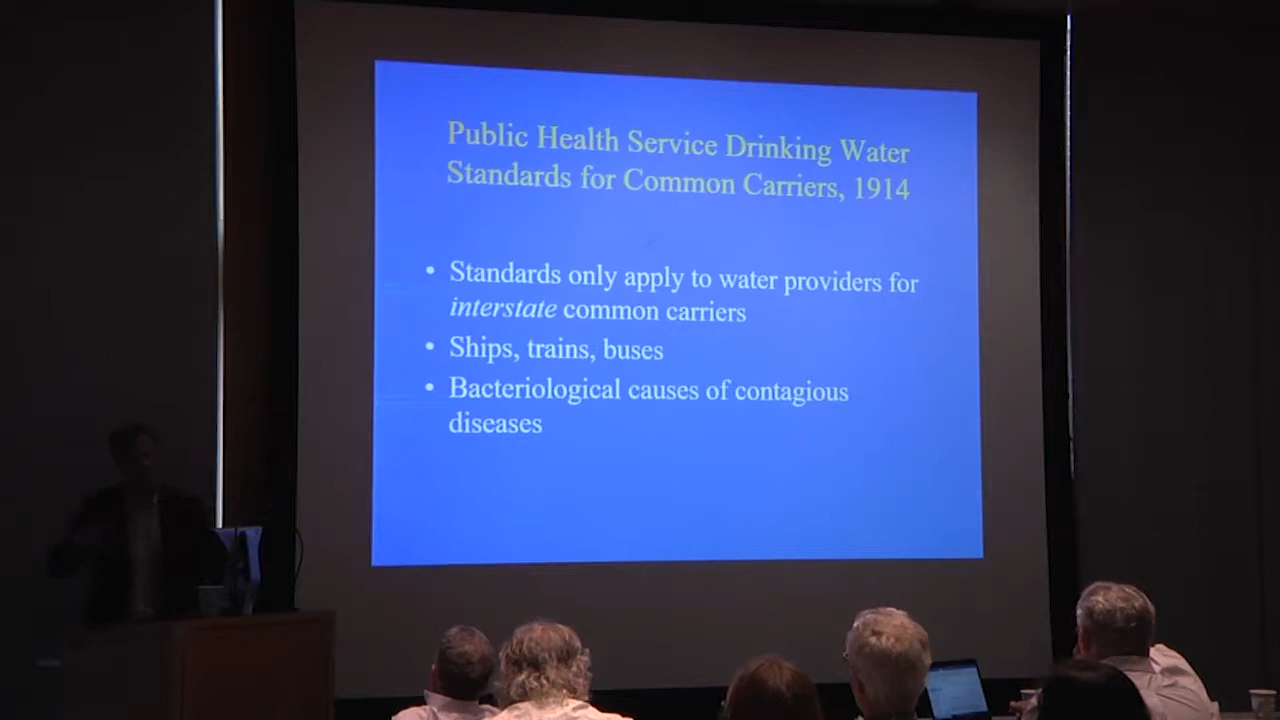 Public Health Service Drinking Water
Standards for Common Carriers, 1914
• Standards only apply to water providers for
interstate common carriers
• Ships, trains, buses
• Bacteriological causes of contagious
diseases